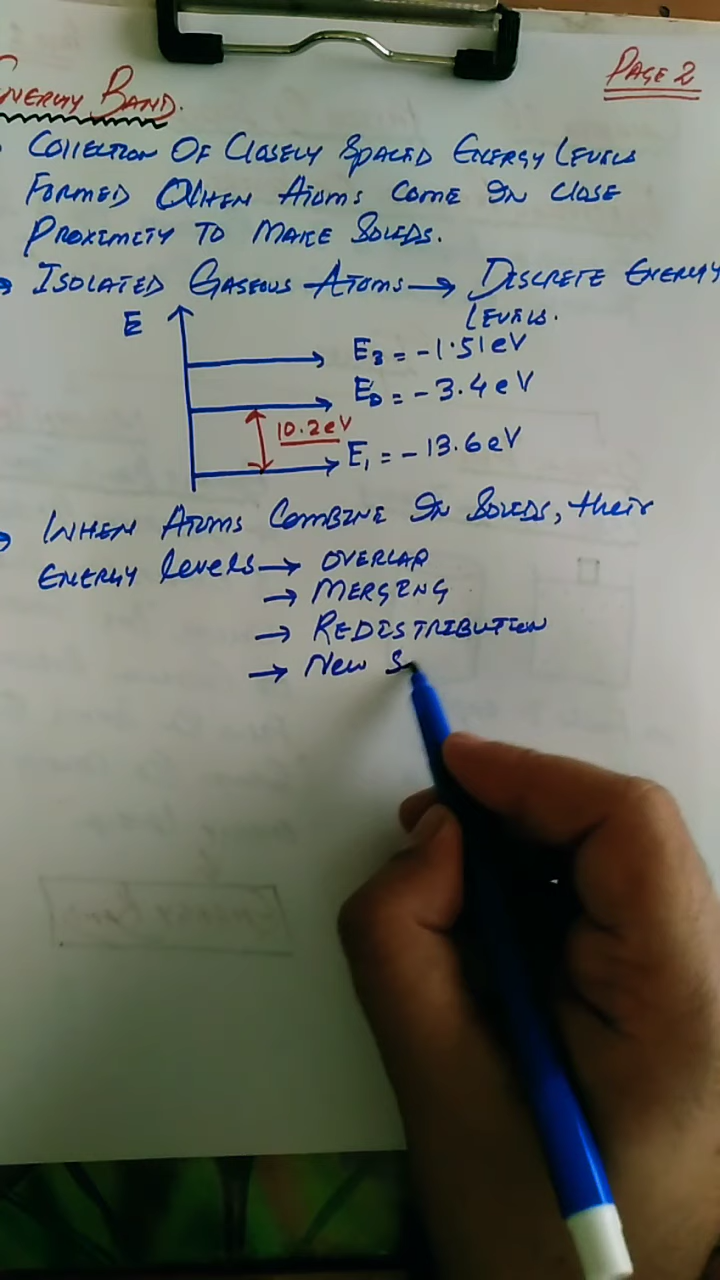 PAGE 2
ENERGY BAND.
COLLECTION OF CLOSELY SPACED ENERGY LEVELS
FORMED WHEN ATOMS COME IN CLOSE
PROXIMITY TO MAKE SOLIDS.
ISOLATED GASEOUS ATOMS → DISCRETE ENERGY
LEVELS.
E
E3 = -1.51eV
E2 = -3.4eV
10.2eV
E1 = -13.6eV
WHEN ATOMS COMBINE IN SOLIDS, their
ENERGY levels → OVERLAP
→ MERGING
→ REDISTRIBUTION
→ New S